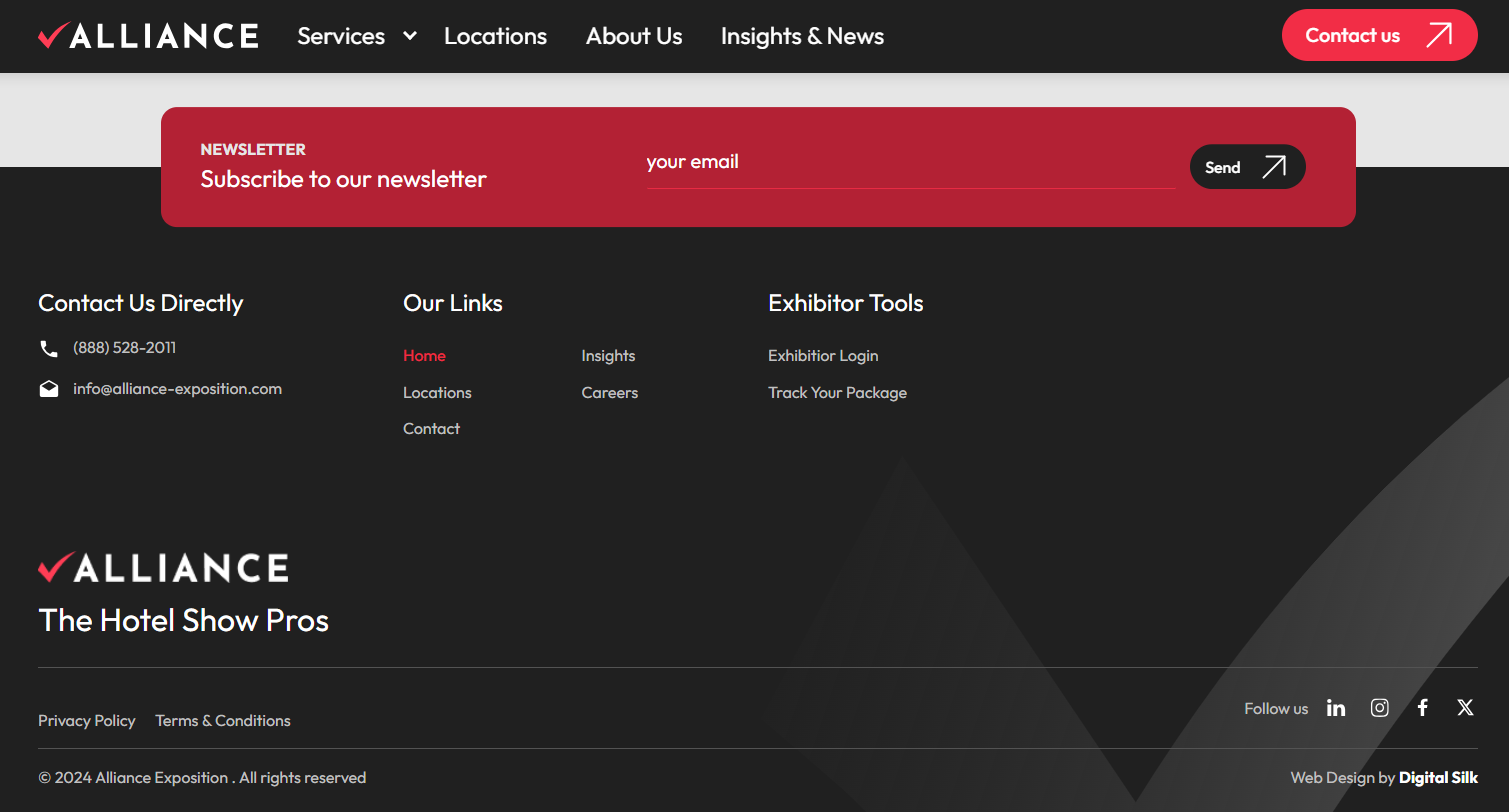 ALLIANCE Services Locations About Us Insights & News Contact us
NEWSLETTER
Subscribe to our newsletter
your email
Send
Contact Us Directly
(888) 528-2011
info@alliance-exposition.com
Our Links
Home
Locations
Contact
Insights
Careers
Exhibitor Tools
Exhibitior Login
Track Your Package
ALLIANCE
The Hotel Show Pros
Privacy Policy Terms & Conditions
Follow us
© 2024 Alliance Exposition . All rights reserved
Web Design by Digital Silk